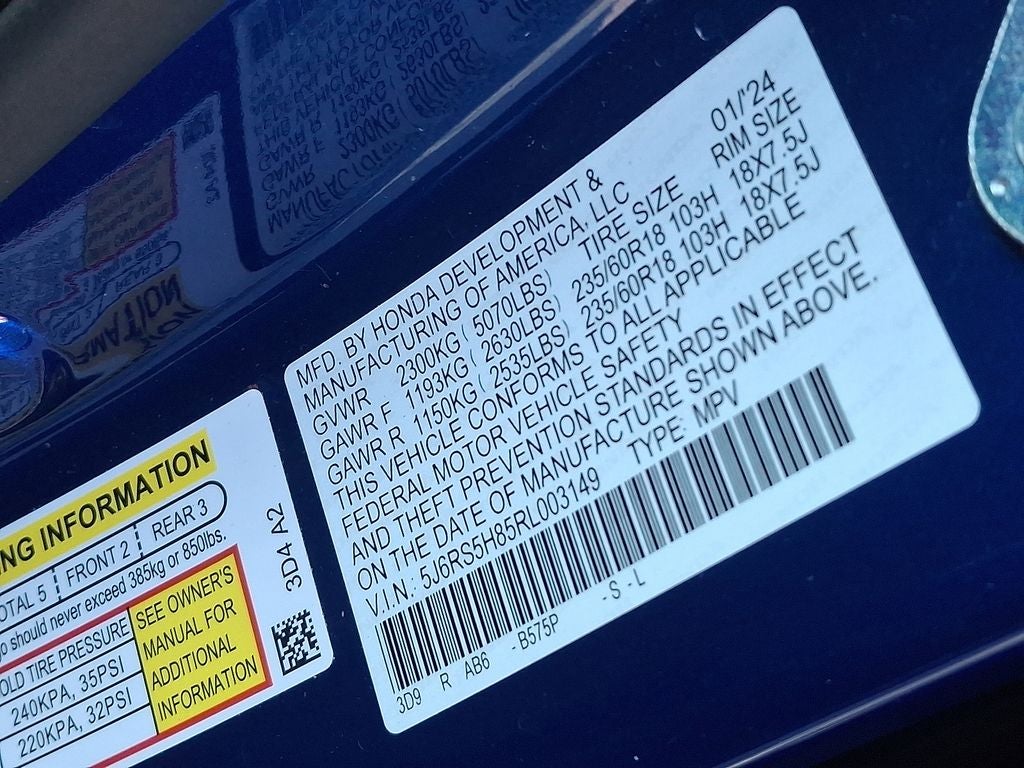 MFD. BY HONDA DEVELOPMENT &
MANUFACTURING OF AMERICA, LLC 01/'24
GVWR 2300KG ( 5070LBS) TIRE SIZE RIM SIZE
GAWR F 1193KG ( 2630LBS) 235/60R18 103H 18X7.5J
GAWR R 1150KG ( 2535LBS) 235/60R18 103H 18X7.5J
THIS VEHICLE CONFORMS TO ALL APPLICABLE
FEDERAL MOTOR VEHICLE SAFETY
AND THEFT PREVENTION STANDARDS IN EFFECT
ON THE DATE OF MANUFACTURE SHOWN ABOVE.
V.I.N: 5J6RS5H85RL003149 TYPE: MPV
3D9 R AB6 - B575P - S - L
NG INFORMATION
OTAL 5 FRONT 2 REAR 3
o should never exceed 385kg or 850lbs.
OLD TIRE PRESSURE
240KPA, 35PSI
220KPA, 32PSI
SEE OWNER'S
MANUAL FOR
ADDITIONAL
INFORMATION
3D4 A2